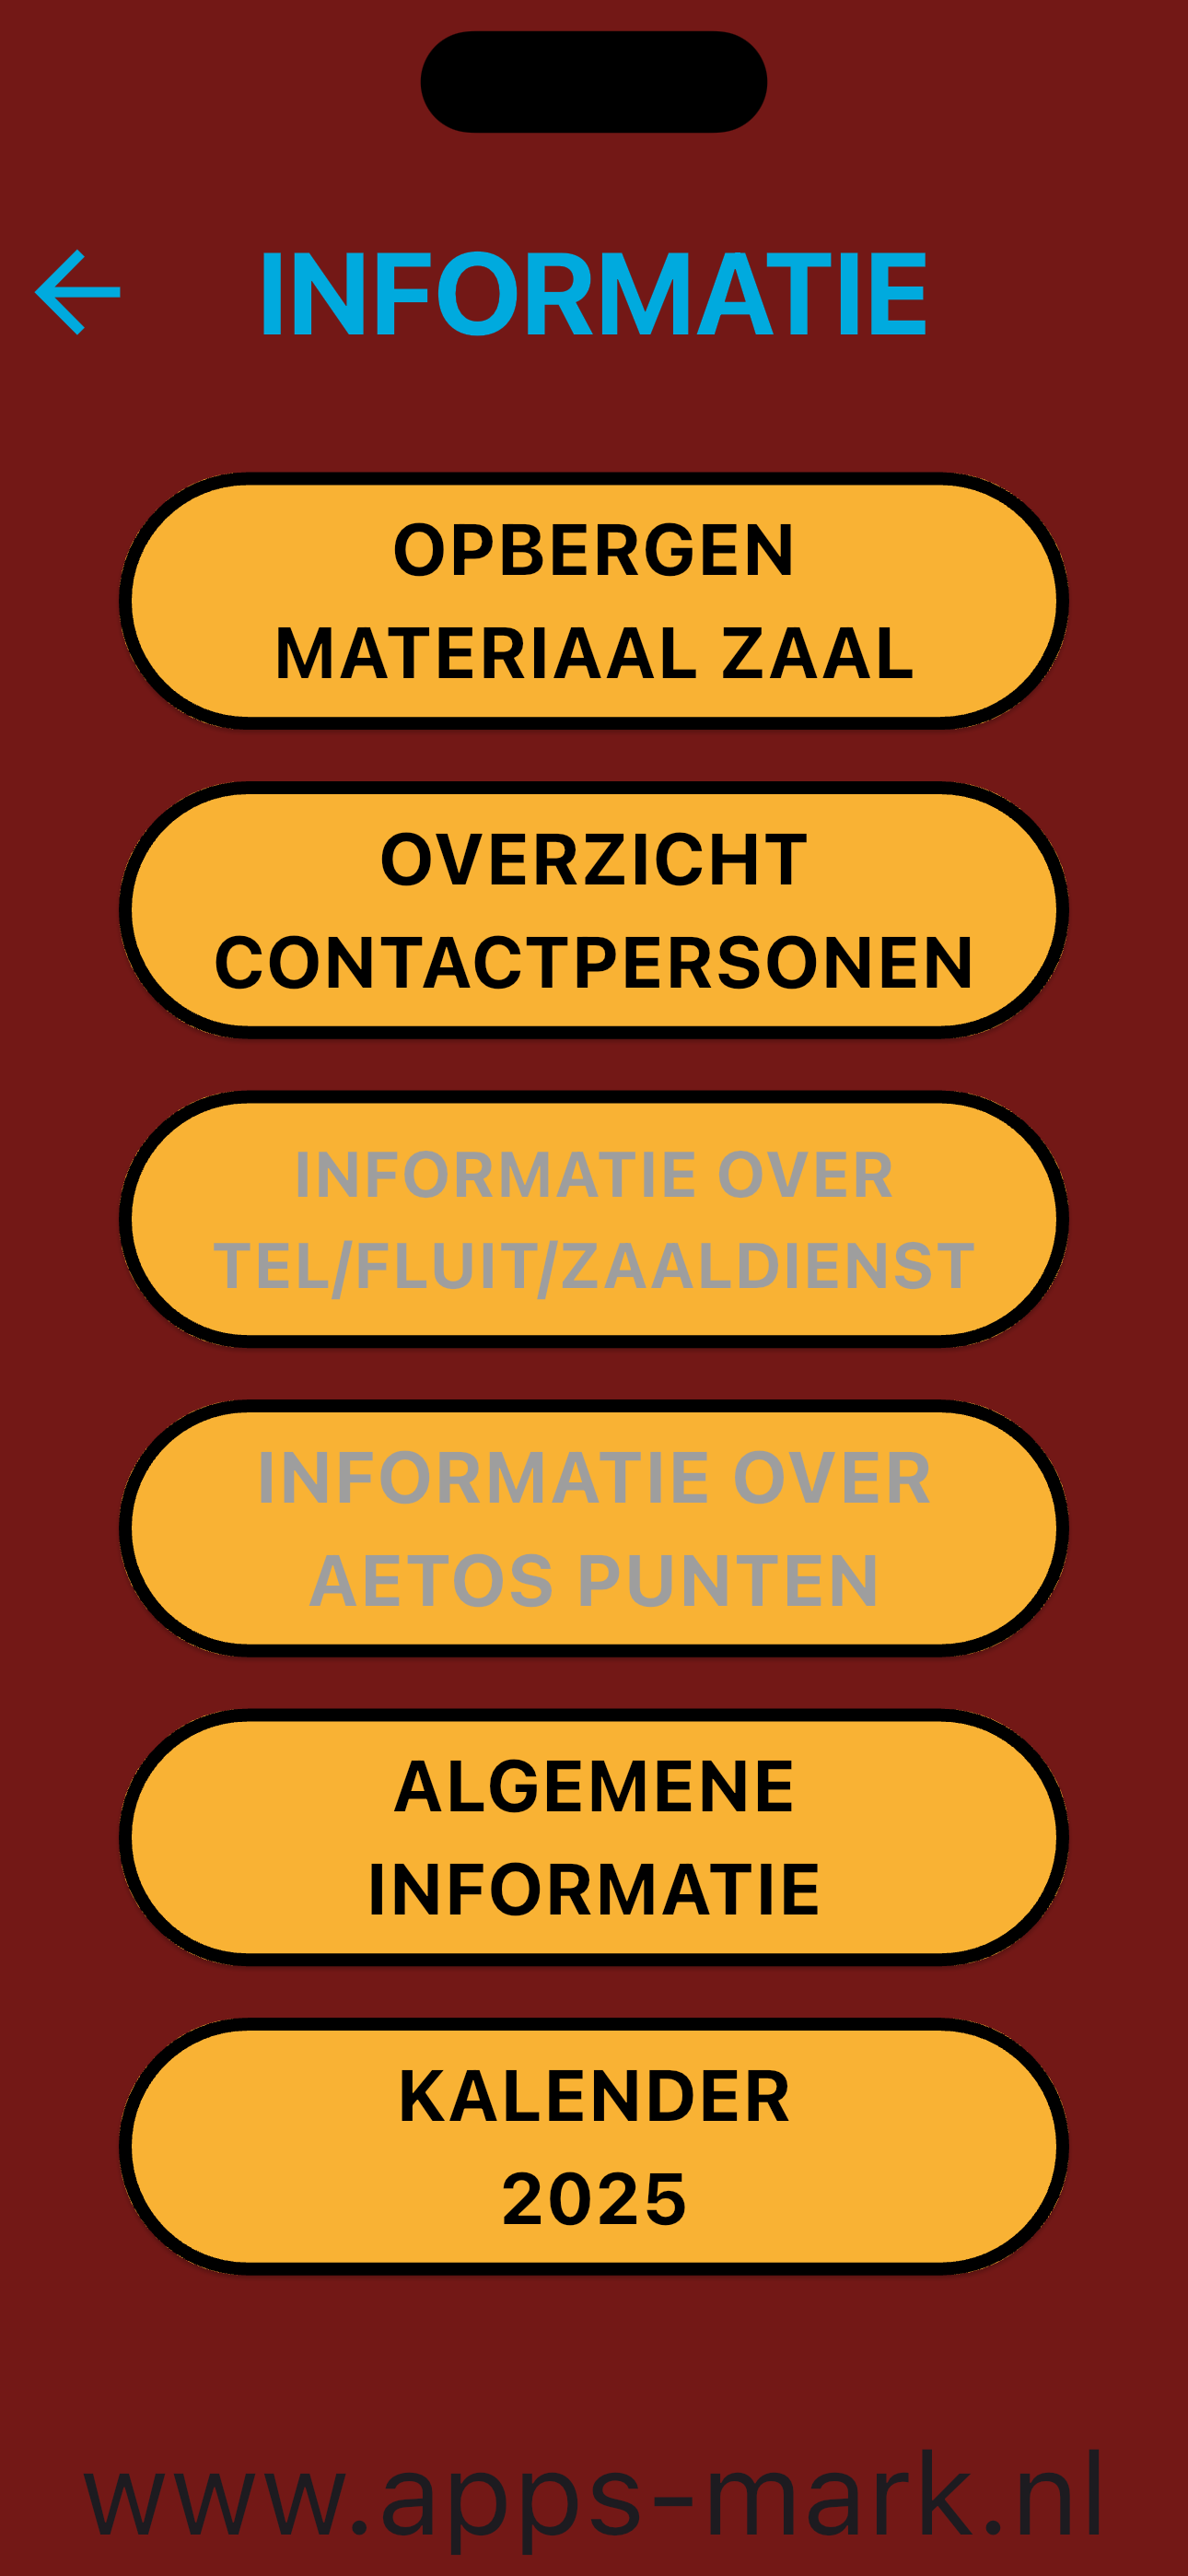 INFORMATIE
OPBERGEN
MATERIAAL ZAAL
OVERZICHT
CONTACTPERSONEN
INFORMATIE OVER
TEL/FLUIT/ZAALDIENST
INFORMATIE OVER
AETOS PUNTEN
ALGEMENE
INFORMATIE
KALENDER
2025
www.apps-mark.nl